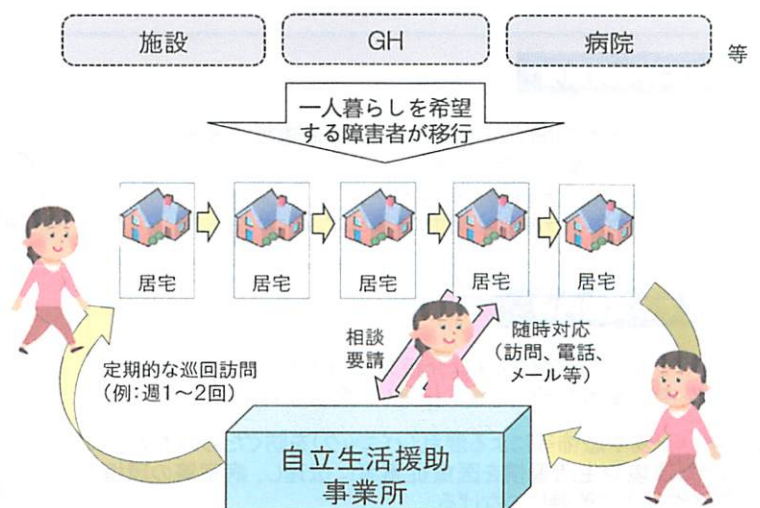 施設
GH
病院
等
一人暮らしを希望
する障害者が移行
居宅
居宅
居宅
居宅
居宅
相談
要請
随時対応
(訪問、電話、
メール等)
定期的な巡回訪問
(例:週1〜2回)
自立生活援助
事業所